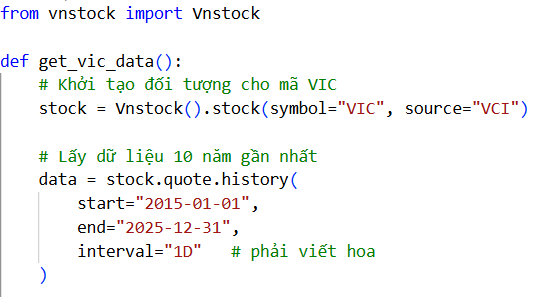 from vnstock import Vnstock
def get_vic_data():
# Khởi tạo đối tượng cho mã VIC
stock = Vnstock().stock(symbol="VIC", source="VCI")
# Lấy dữ liệu 10 năm gần nhất
data = stock.quote.history(
start="2015-01-01",
end="2025-12-31",
interval="1D"   # phải viết hoa
)